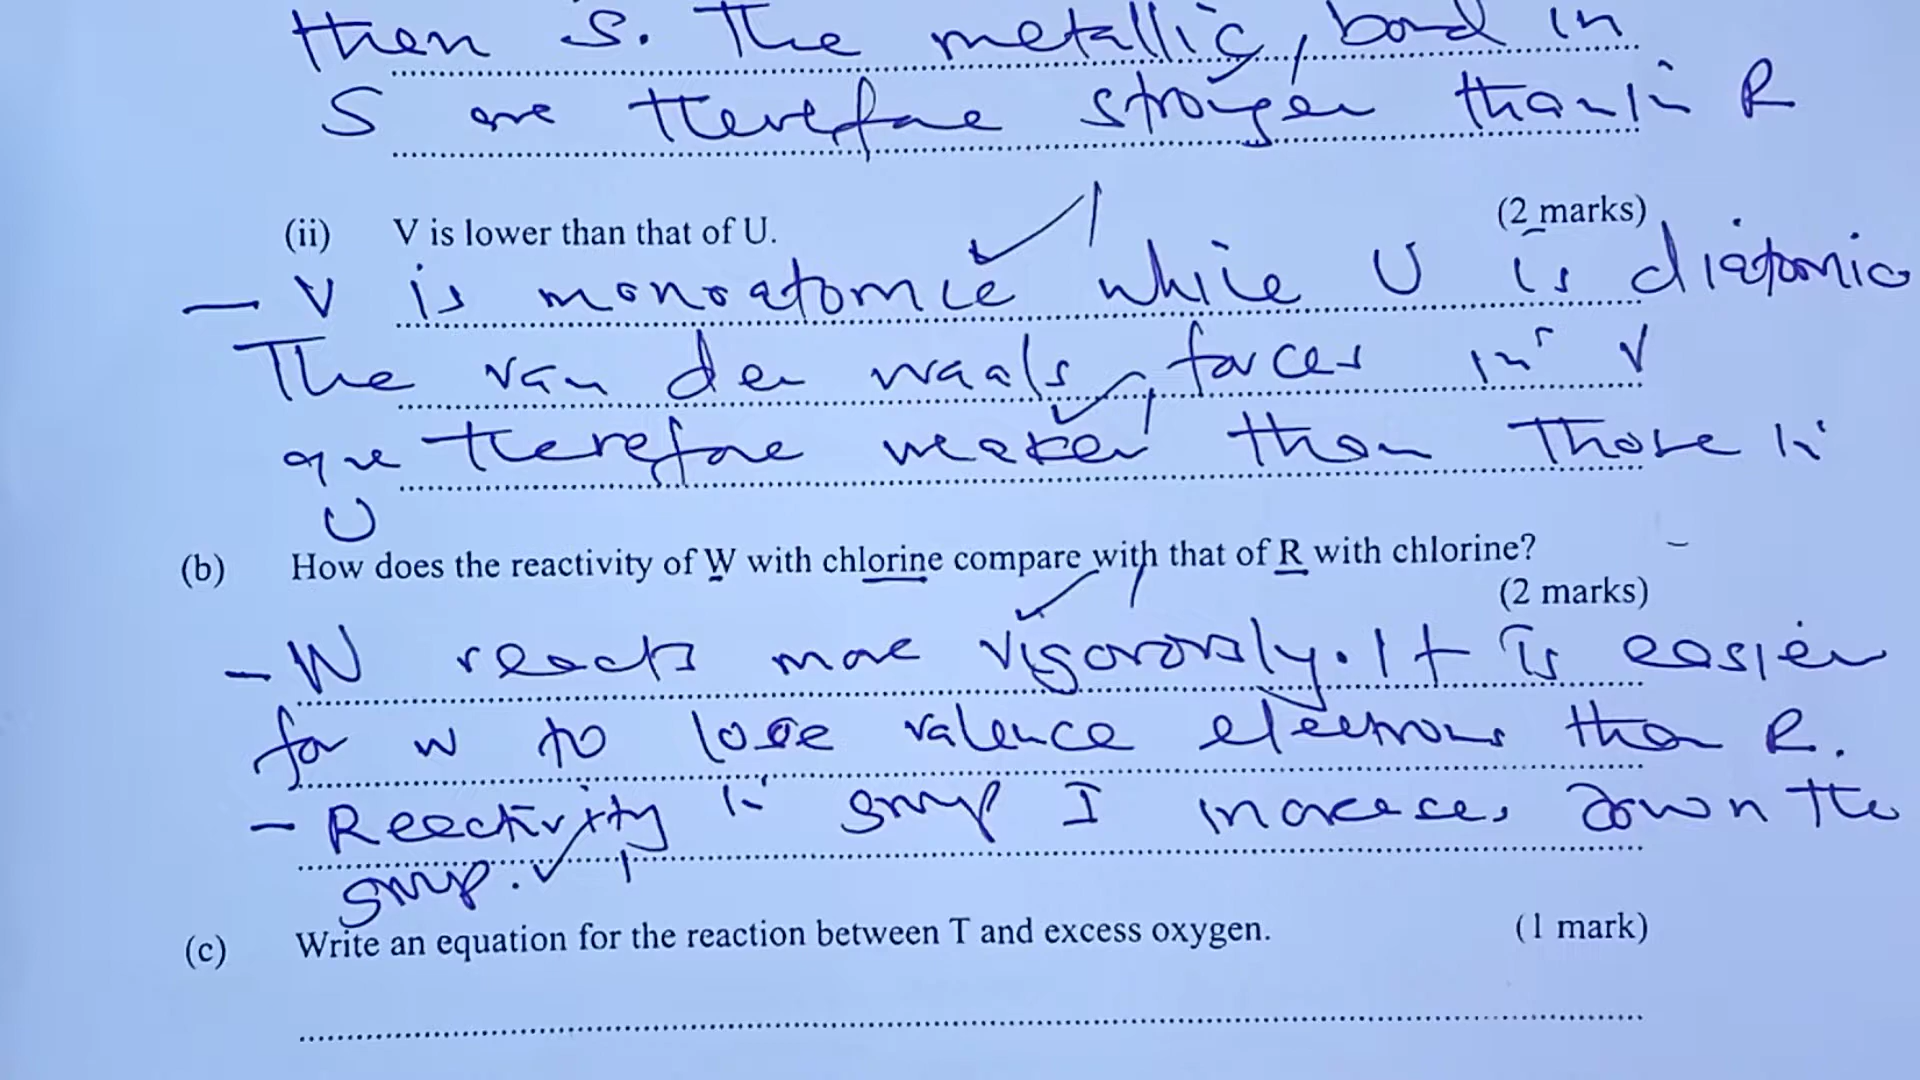 then S. The metallic bond in
S are therefore stronger than in R
(ii) V is lower than that of U. (2 marks)
- V is monoatomic while U is diatomic
The van der waals forces in V
are therefore weaker than those in
U
(b) How does the reactivity of W with chlorine compare with that of R with chlorine?
(2 marks)
- W reacts more vigorously. It is easier
for W to lose valence electrons than R.
- Reactivity in group I increases down the
group.
(c) Write an equation for the reaction between T and excess oxygen. (1 mark)